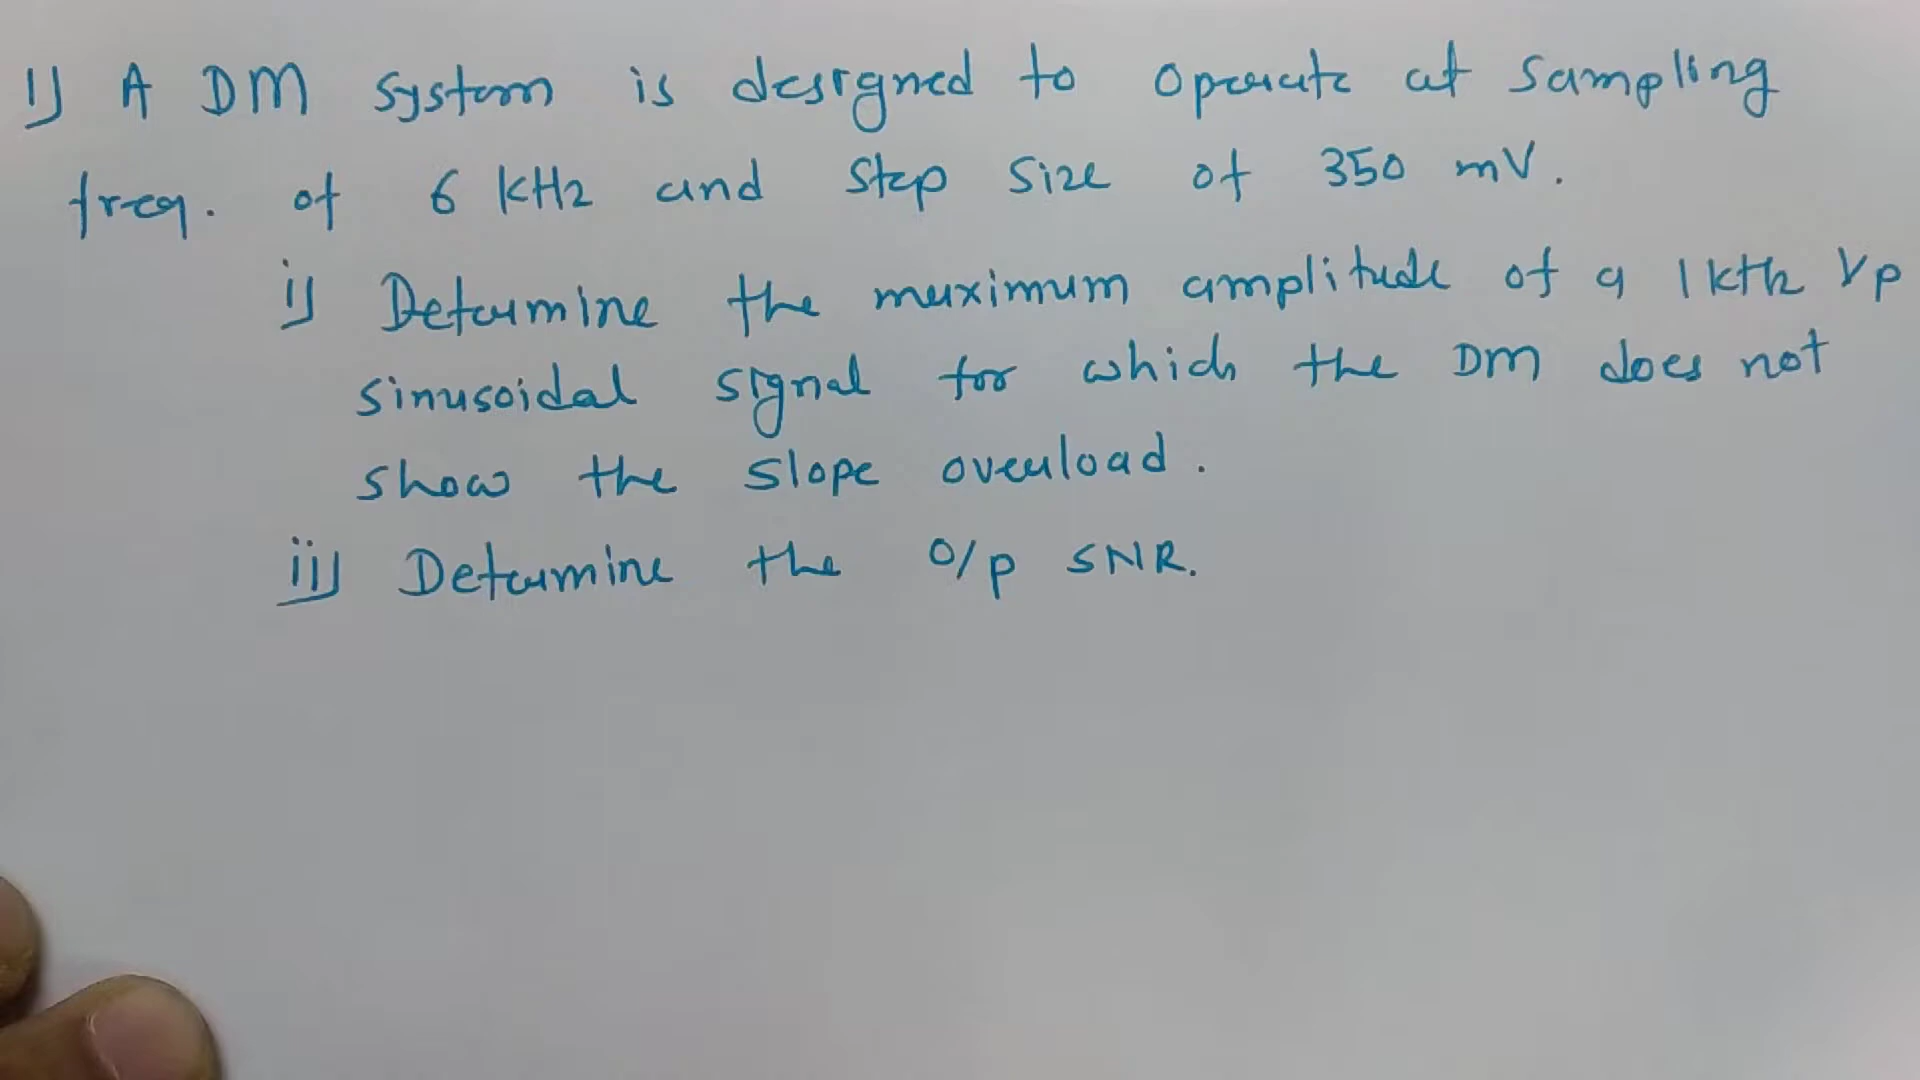 1) A DM system is designed to operate at sampling
freq. of 6 kHz and step size of 350 mV.
i) Determine the maximum amplitude of a 1 kHz i/p
sinusoidal signal for which the DM does not
show the slope overload.
ii) Determine the o/p SNR.